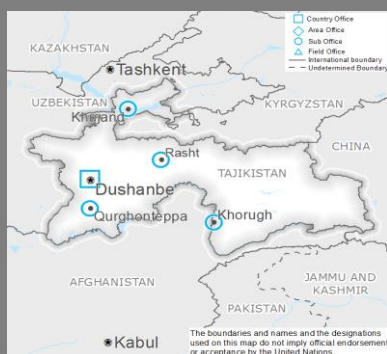 Country Office
Area Office
Sub Office
Field Office
International boundary
Undetermined Boundary
KAZAKHSTAN
Tashkent
UZBEKISTAN
KYRGYZSTAN
Khujand
CHINA
Rasht
TAJIKISTAN
Dushanbe
Qurghonteppa
Khorugh
AFGHANISTAN
JAMMU AND
KASHMIR
PAKISTAN
Kabul
The boundaries and names and the designations
used on this map do not imply official endorsement
or acceptance by the United Nations